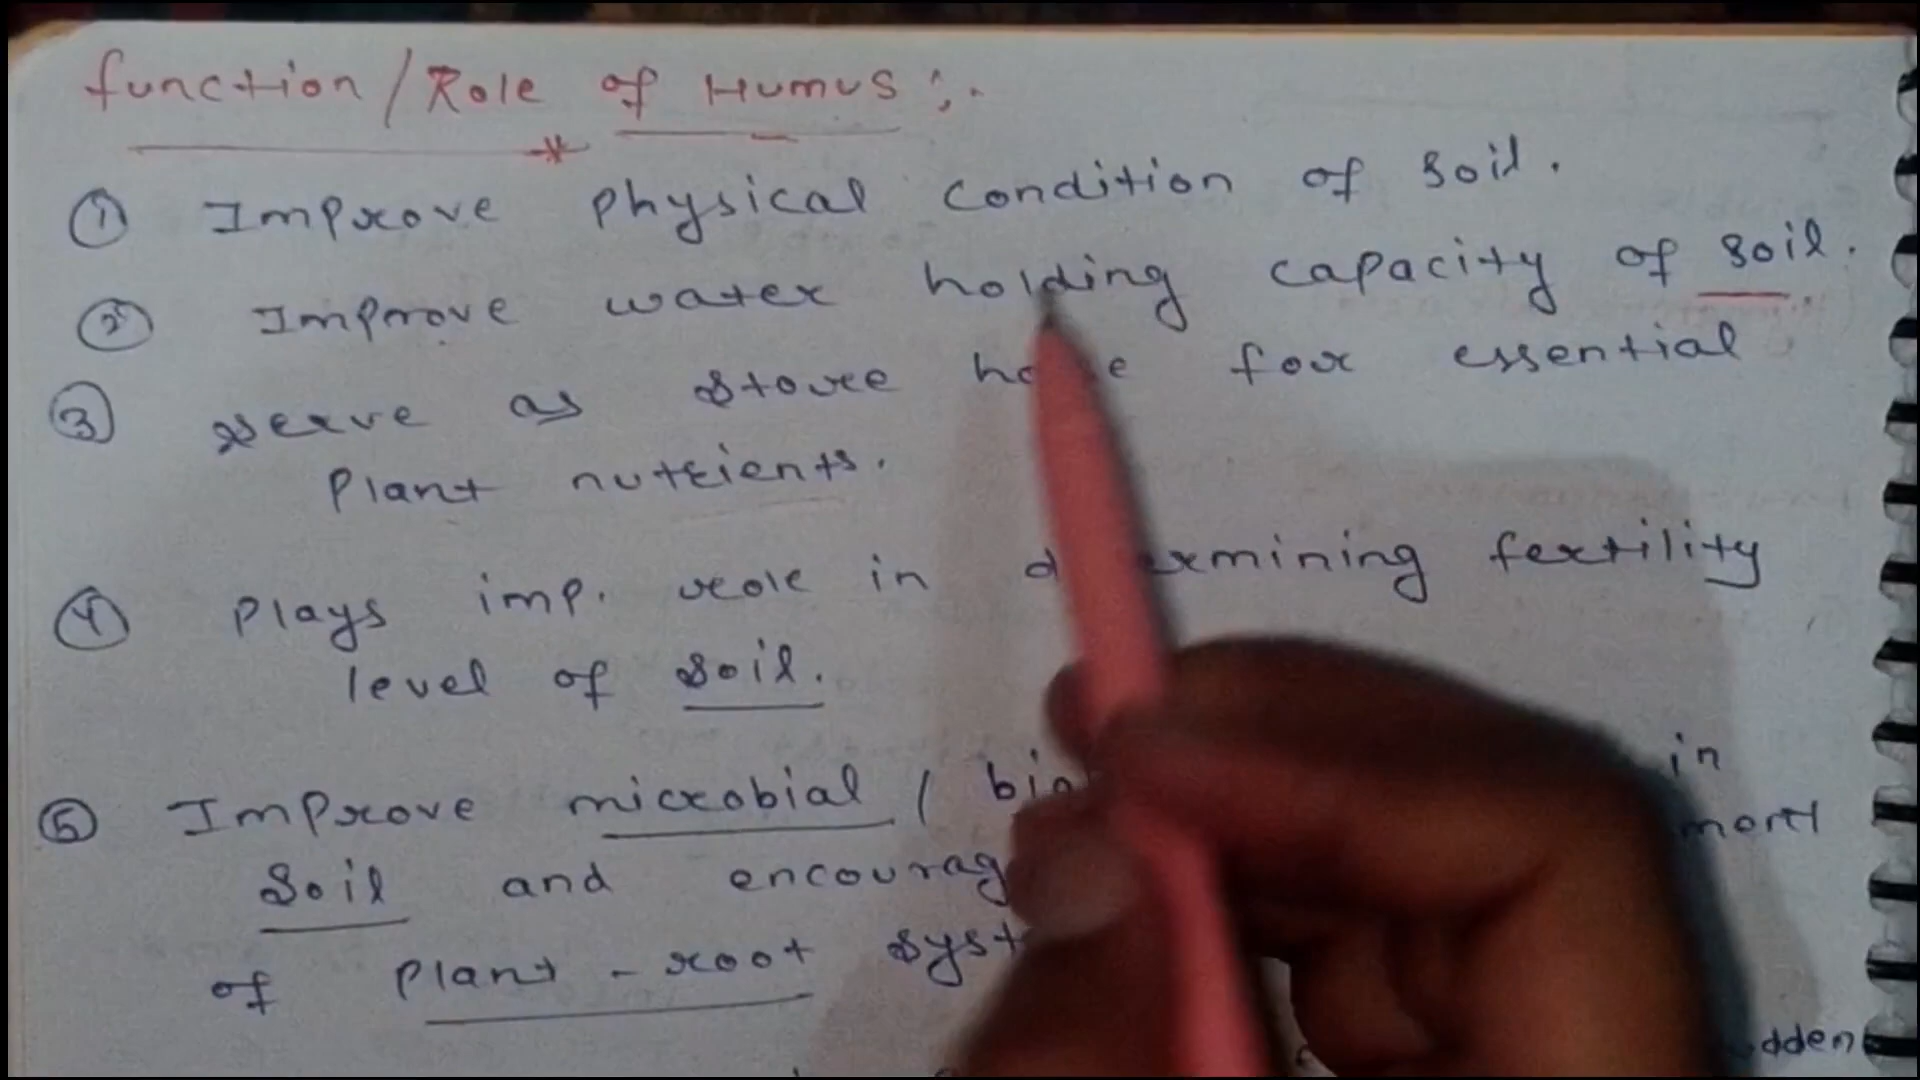 function / Role of Humus :-
① Improve Physical Condition of soil.
② Improve water holding capacity of soil.
③ serve as store for essential
Plant nutrients.
④ Plays imp. role in fertility
level of soil.
⑤ Improve microbial / in
soil and
of Plant - root